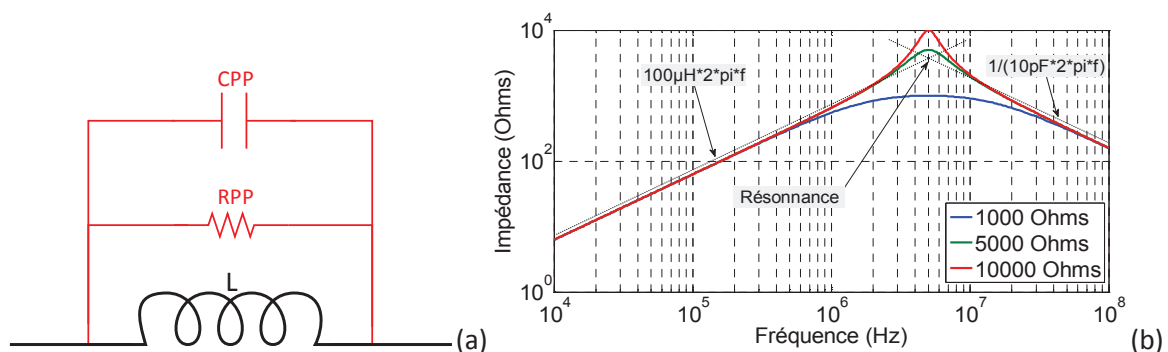 CPP
RPP
L
(a)
Impédance (Ohms)
10^4
10^2
10^0
100µH*2*pi*f
1/(10pF*2*pi*f)
Résonnance
1000 Ohms
5000 Ohms
10000 Ohms
10^4
10^5
10^6
10^7
10^8
Fréquence (Hz)
(b)